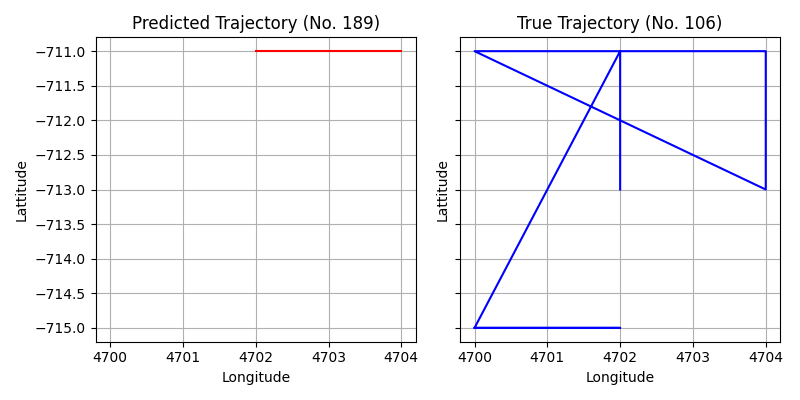 Predicted Trajectory (No. 189)
−711.0
−711.5
−712.0
−712.5
−713.0
−713.5
−714.0
−714.5
−715.0
Lattitude
4700 4701 4702 4703 4704
Longitude
True Trajectory (No. 106)
Lattitude
4700 4701 4702 4703 4704
Longitude